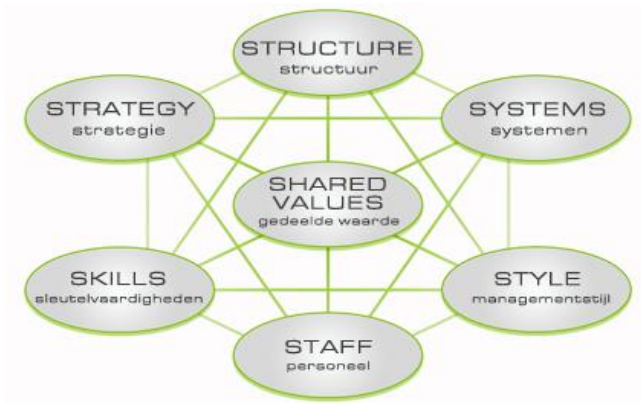 STRUCTURE
structuur
STRATEGY
strategie
SYSTEMS
systemen
SHARED
VALUES
gedeelde waarde
SKILLS
sleutelvaardigheden
STYLE
managementstijl
STAFF
personeel